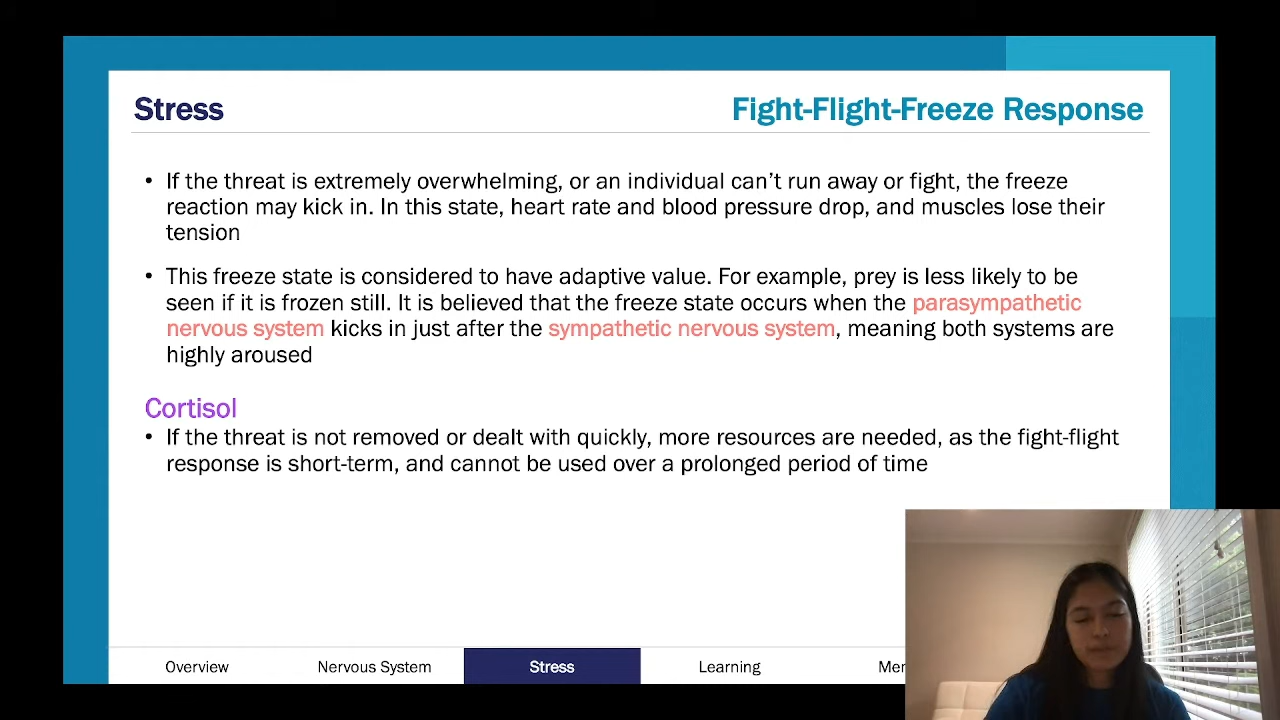 Stress
Fight-Flight-Freeze Response
• If the threat is extremely overwhelming, or an individual can’t run away or fight, the freeze
reaction may kick in. In this state, heart rate and blood pressure drop, and muscles lose their
tension
• This freeze state is considered to have adaptive value. For example, prey is less likely to be
seen if it is frozen still. It is believed that the freeze state occurs when the parasympathetic
nervous system kicks in just after the sympathetic nervous system, meaning both systems are
highly aroused
Cortisol
• If the threat is not removed or dealt with quickly, more resources are needed, as the fight-flight
response is short-term, and cannot be used over a prolonged period of time
Overview
Nervous System
Stress
Learning